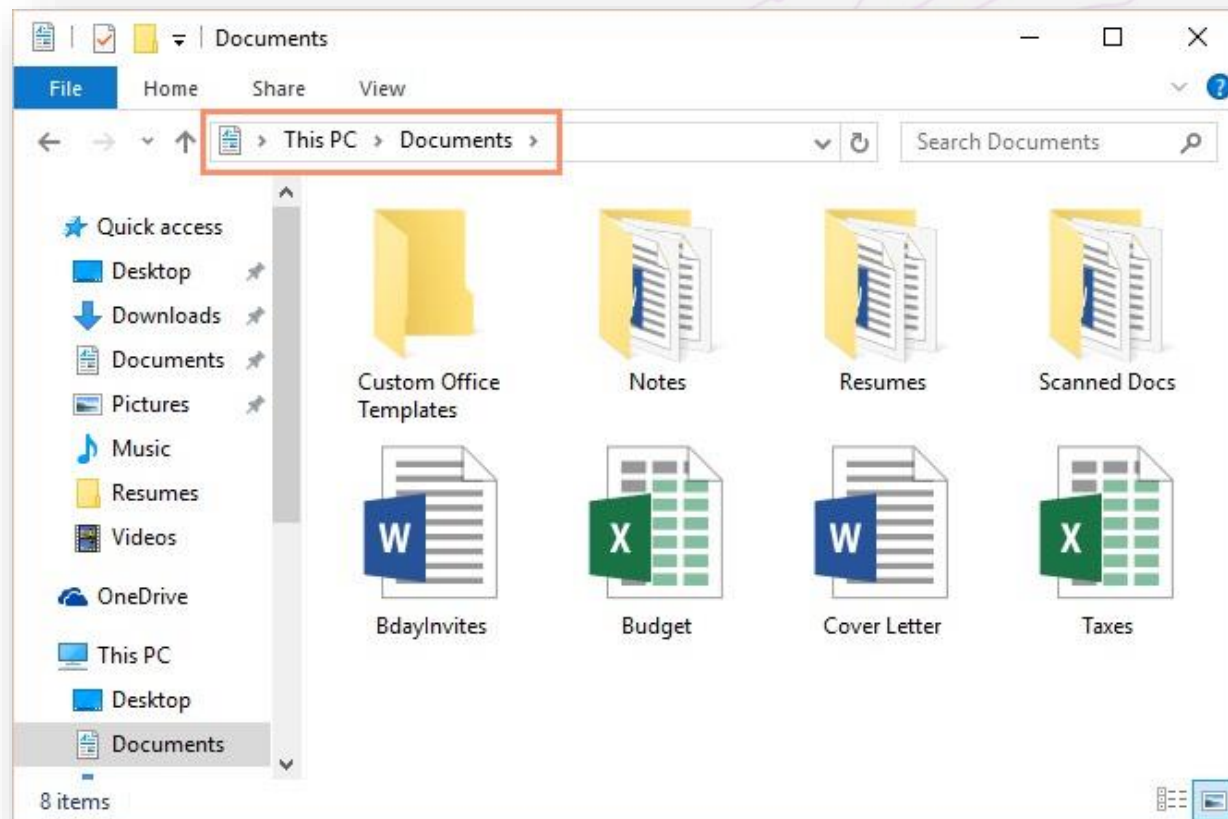 Documents
File Home Share View ?
This PC > Documents >
Search Documents
Quick access
Desktop
Downloads
Documents
Pictures
Music
Resumes
Videos
OneDrive
This PC
Desktop
Documents
Custom Office
Templates
Notes
Resumes
Scanned Docs
W
X
W
X
BdayInvites
Budget
Cover Letter
Taxes
8 items